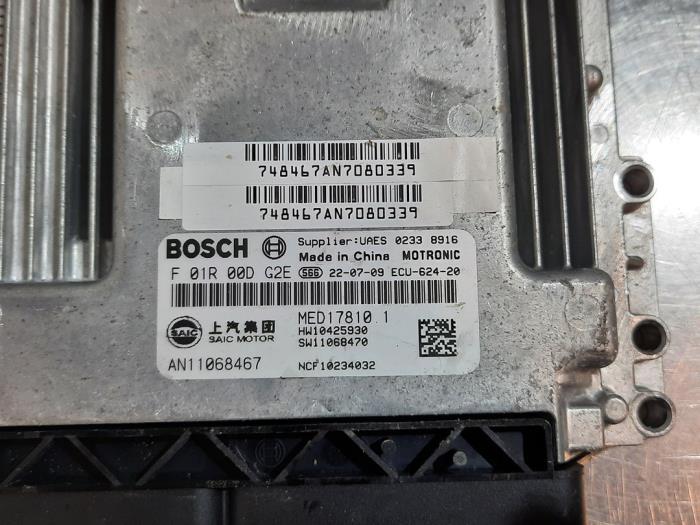 748467AN7080339
748467AN7080339
BOSCH Supplier:UAES 0233 8916
Made in China MOTRONIC
F 01R 00D G2E SGG 22-07-09 ECU-624-20
SAIC 上汽集团 MED17810 1
SAIC MOTOR HW10425930
SW11068470
AN11068467 NCF10234032